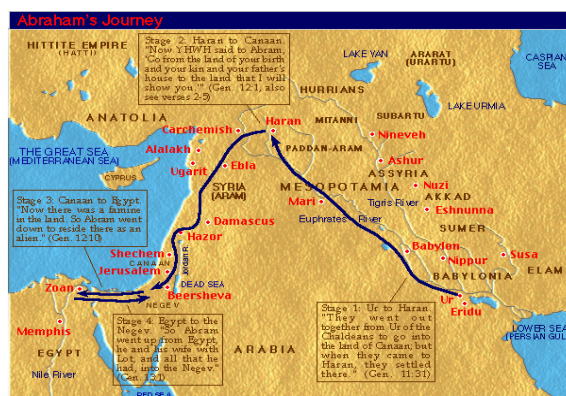 Abraham's Journey
HITTITE EMPIRE
(HATTI)
Stage 2: Haran to Canaan.
"Now YHWH said to Abram,
'Go from the land of your birth
and your kin and your father's
house to the land that I will
show you.'" (Gen. 12:1, also
see verses 2-5)
LAKE VAN
ARARAT
(URARTU)
CASPIAN
SEA
LAKE URMIA
HURRIANS
ANATOLIA
MITANNI
SUBARTU
Carchemish
Haran
Nineveh
THE GREAT SEA
(MEDITERRANEAN SEA)
Alalakh
PADDAN-ARAM
Ashur
Ugarit
Ebla
ASSYRIA
CYPRUS
SYRIA
(ARAM)
MESOPOTAMIA
Nuzi
Mari
Tigris River
AKKAD
Stage 3: Canaan to Egypt.
"Now there was a famine
in the land. So Abram went
down to reside there as an
alien." (Gen. 12:10)
Euphrates River
Eshnunna
Damascus
SUMER
Hazor
Shechem
CANAAN
Jordan R.
Babylon
Nippur
Susa
Jerusalem
ELAM
Zoan
DEAD SEA
BABYLONIA
Beersheva
NEGEV
Ur
Eridu
Memphis
Stage 4: Egypt to the
Negev. "So Abram
went up from Egypt,
he and his wife with
Lot, and all that he
had, into the Negev."
(Gen. 13:1)
Stage 1: Ur to Haran.
"They went out
together from Ur of the
Chaldeans to go into
the land of Canaan; but
when they came to
Haran, they settled
there." (Gen. 11:31)
LOWER SEA
(PERSIAN GULF
EGYPT
ARABIA
Nile River
RED SEA